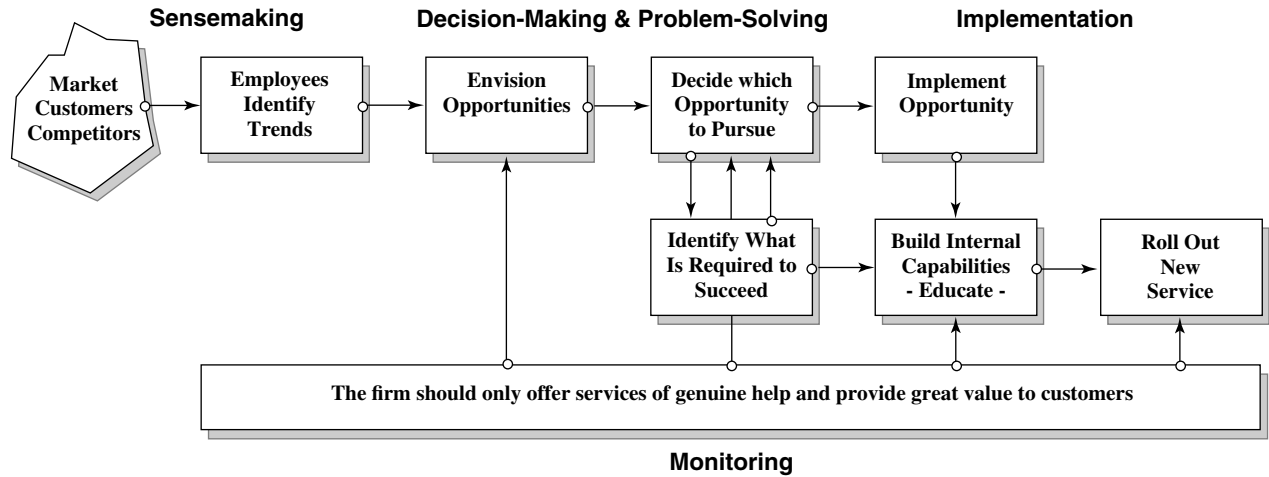 Sensemaking
Decision-Making & Problem-Solving
Implementation
Market
Customers
Competitors
Employees
Identify
Trends
Envision
Opportunities
Decide which
Opportunity
to Pursue
Implement
Opportunity
Identify What
Is Required to
Succeed
Build Internal
Capabilities
- Educate -
Roll Out
New
Service
The firm should only offer services of genuine help and provide great value to customers
Monitoring